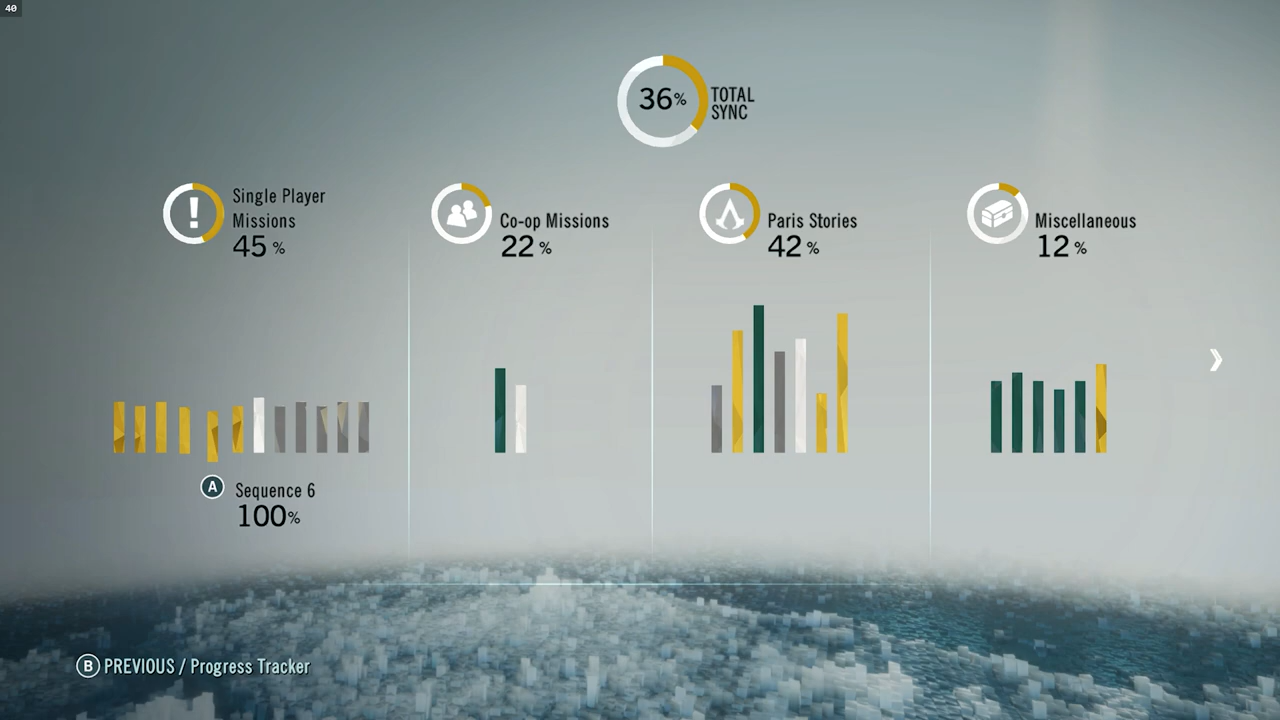 40
36%
TOTAL
SYNC
Single Player
Missions
45 %
Co-op Missions
22 %
Paris Stories
42 %
Miscellaneous
12 %
A
Sequence 6
100%
B PREVIOUS / Progress Tracker